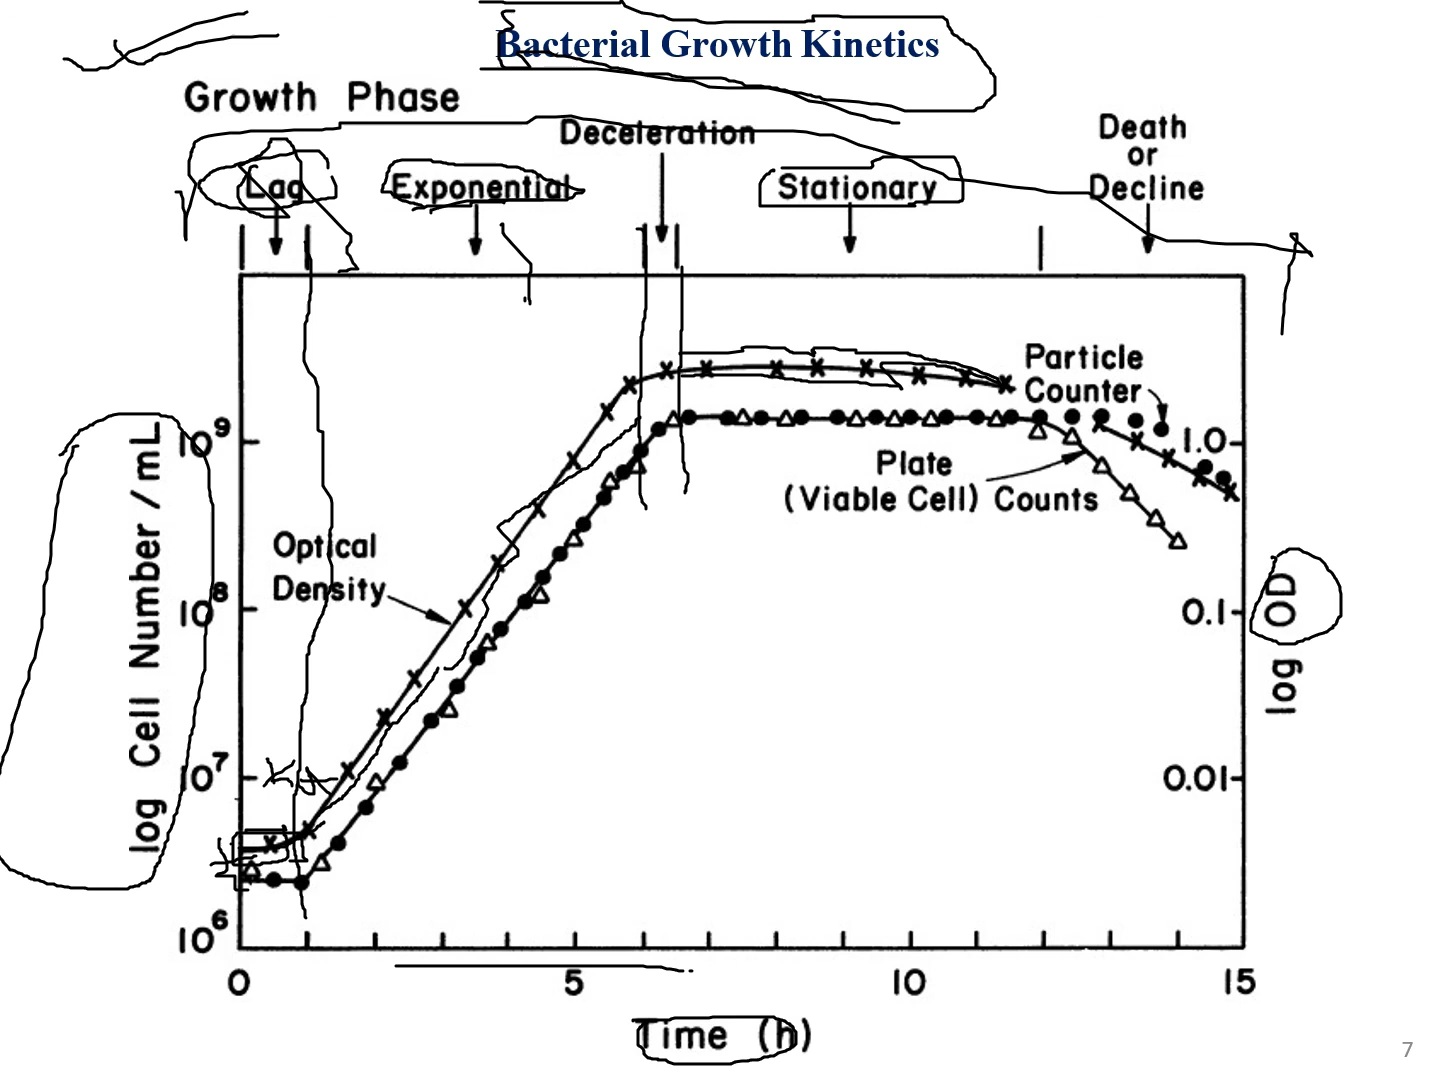 Bacterial Growth Kinetics
Growth Phase
Lag
Exponential
Deceleration
Stationary
Death
or
Decline
Particle
Counter
Plate
(Viable Cell) Counts
Optical
Density
log Cell Number/mL
10⁹
10⁸
10⁷
10⁶
1.0
0.1
0.01
log OD
0 5 10 15
Time (h)
7